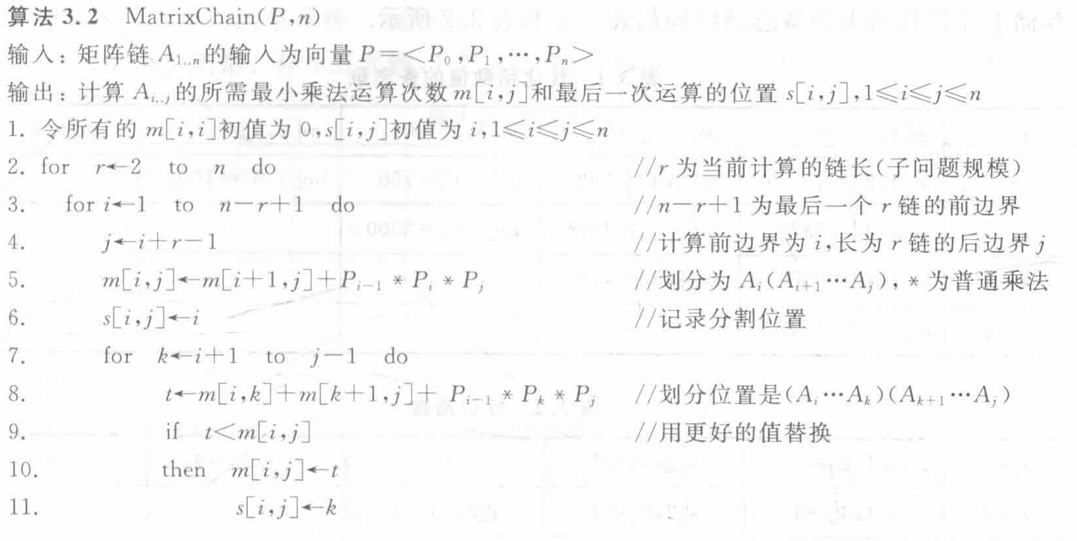 算法 3.2 MatrixChain(P,n)
输入:矩阵链 A₁..ₙ的输入为向量 P=<P₀,P₁,…,Pₙ>
输出:计算 Aᵢ..ⱼ的所需最小乘法运算次数 m[i,j]和最后一次运算的位置 s[i,j],1≤i≤j≤n
1. 令所有的 m[i,i]初值为 0,s[i,j]初值为 i,1≤i≤j≤n
2. for r←2 to n do //r 为当前计算的链长(子问题规模)
3. for i←1 to n−r+1 do //n−r+1 为最后一个 r 链的前边界
4. j←i+r−1 //计算前边界为 i,长为 r 链的后边界 j
5. m[i,j]←m[i+1,j]+Pᵢ₋₁*Pᵢ*Pⱼ //划分为 Aᵢ(Aᵢ₊₁…Aⱼ),*为普通乘法
6. s[i,j]←i //记录分割位置
7. for k←i+1 to j−1 do
8. t←m[i,k]+m[k+1,j]+ Pᵢ₋₁*Pₖ*Pⱼ //划分位置是(Aᵢ…Aₖ)(Aₖ₊₁…Aⱼ)
9. if t<m[i,j] //用更好的值替换
10. then m[i,j]←t
11. s[i,j]←k